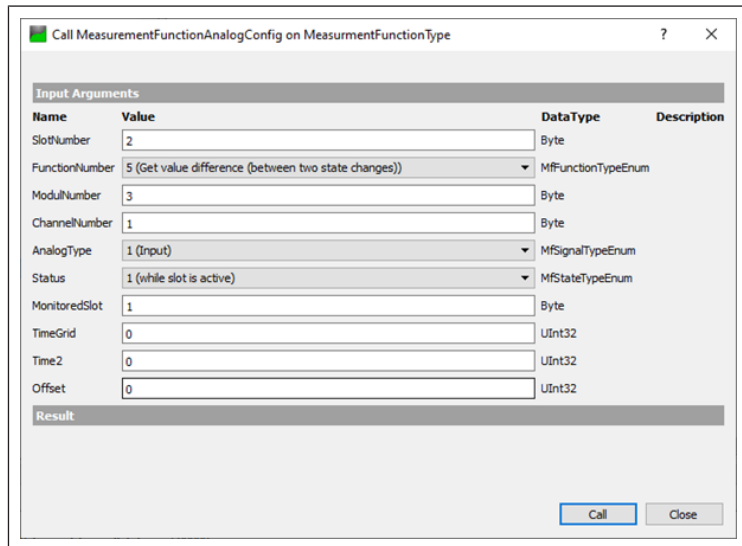 Call MeasurementFunctionAnalogConfig on MeasurmentFunctionType ? ×
Input Arguments
Name Value DataType Description
SlotNumber 2 Byte
FunctionNumber 5 (Get value difference (between two state changes)) MfFunctionTypeEnum
ModulNumber 3 Byte
ChannelNumber 1 Byte
AnalogType 1 (Input) MfSignalTypeEnum
Status 1 (while slot is active) MfStateTypeEnum
MonitoredSlot 1 Byte
TimeGrid 0 UInt32
Time2 0 UInt32
Offset 0 UInt32
Result
Call Close